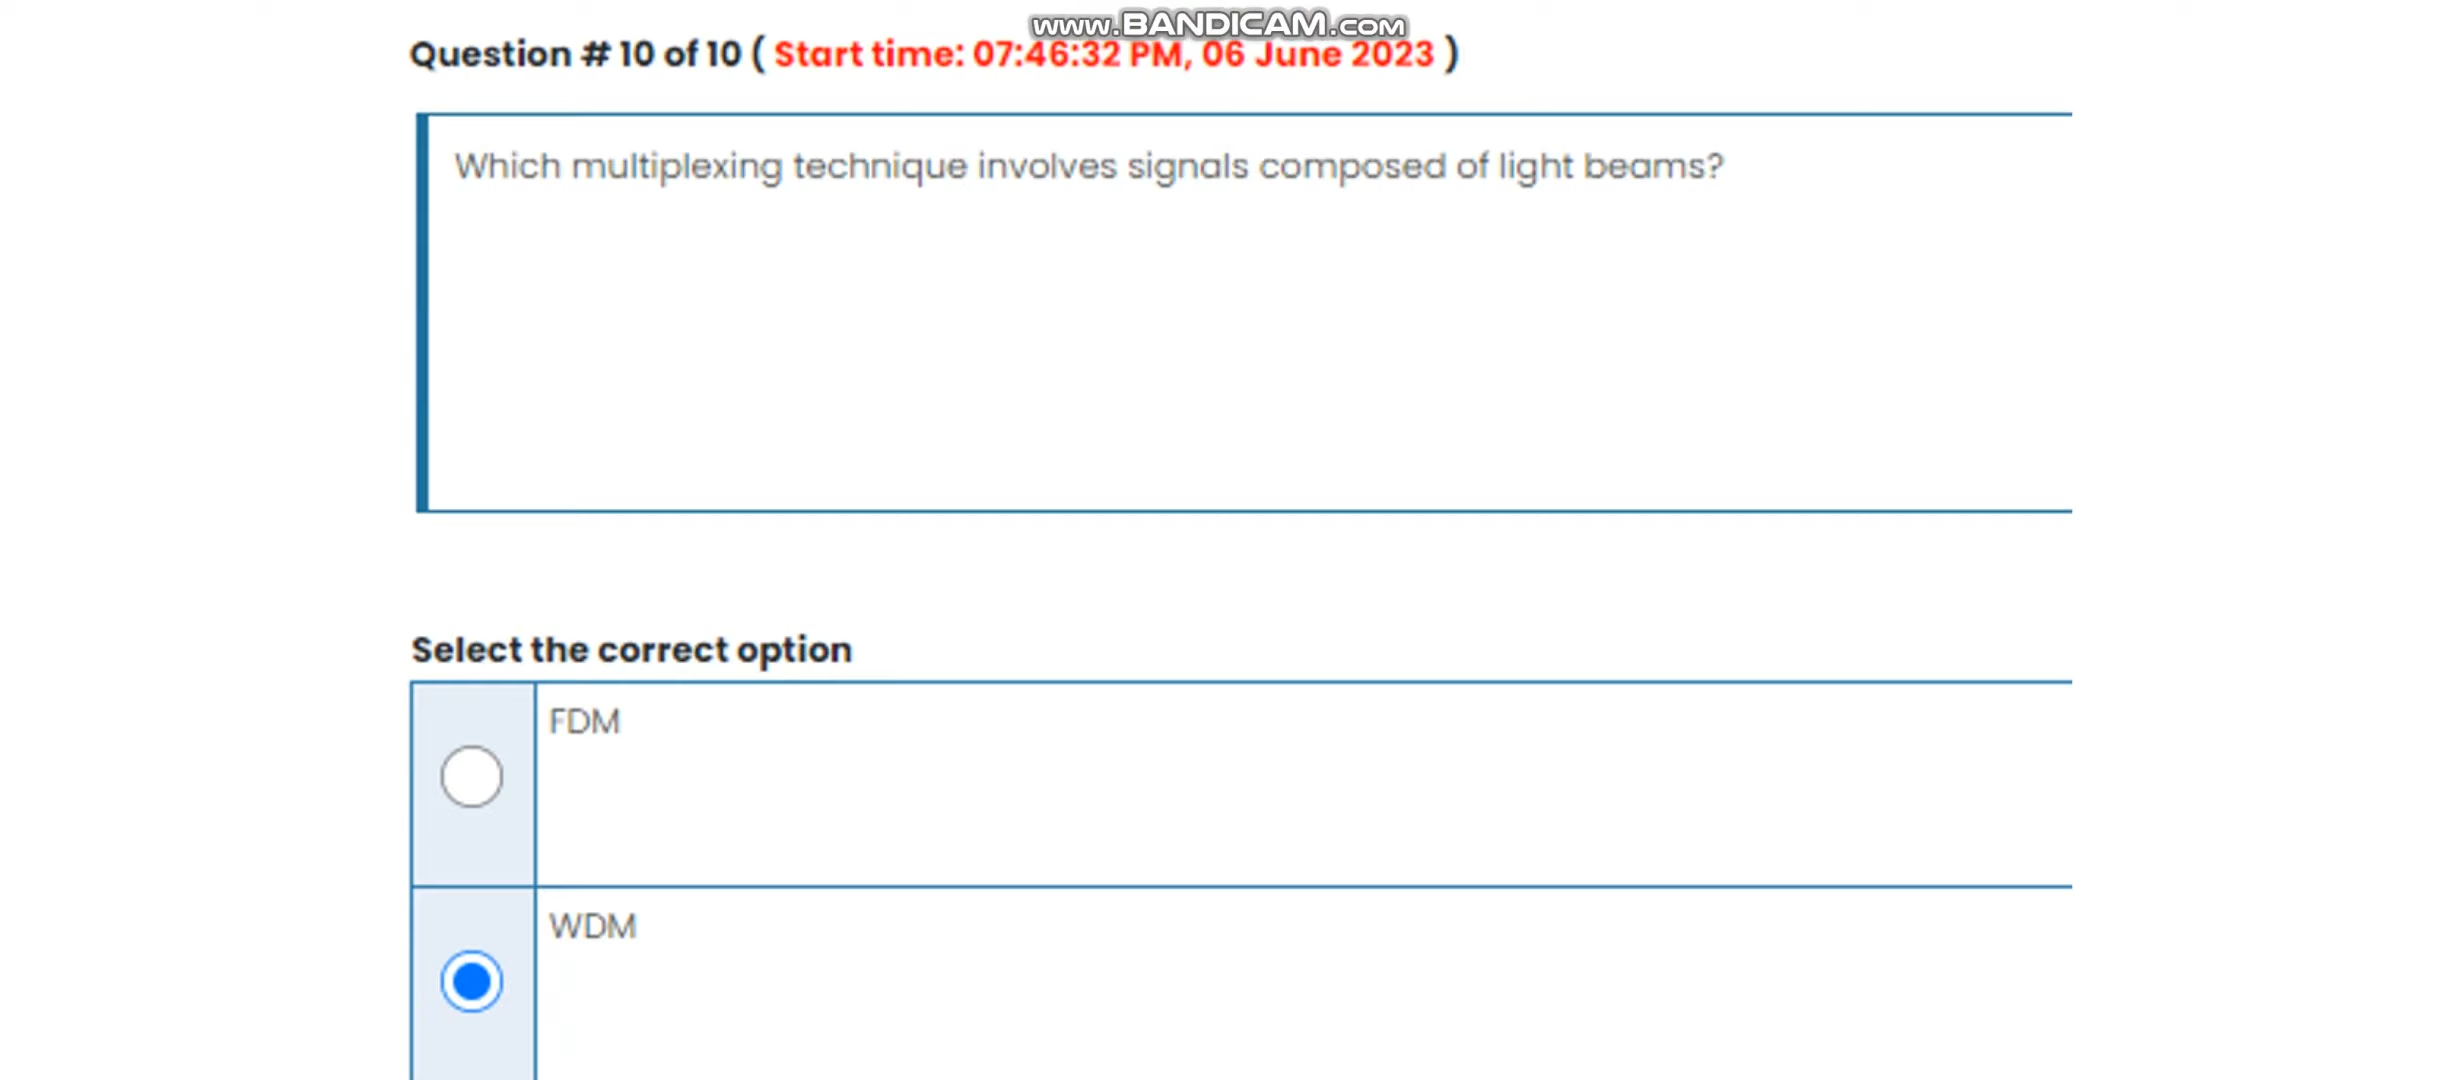 www.BANDICAM.com
Question # 10 of 10 ( Start time: 07:46:32 PM, 06 June 2023 )
Which multiplexing technique involves signals composed of light beams?
Select the correct option
FDM
WDM